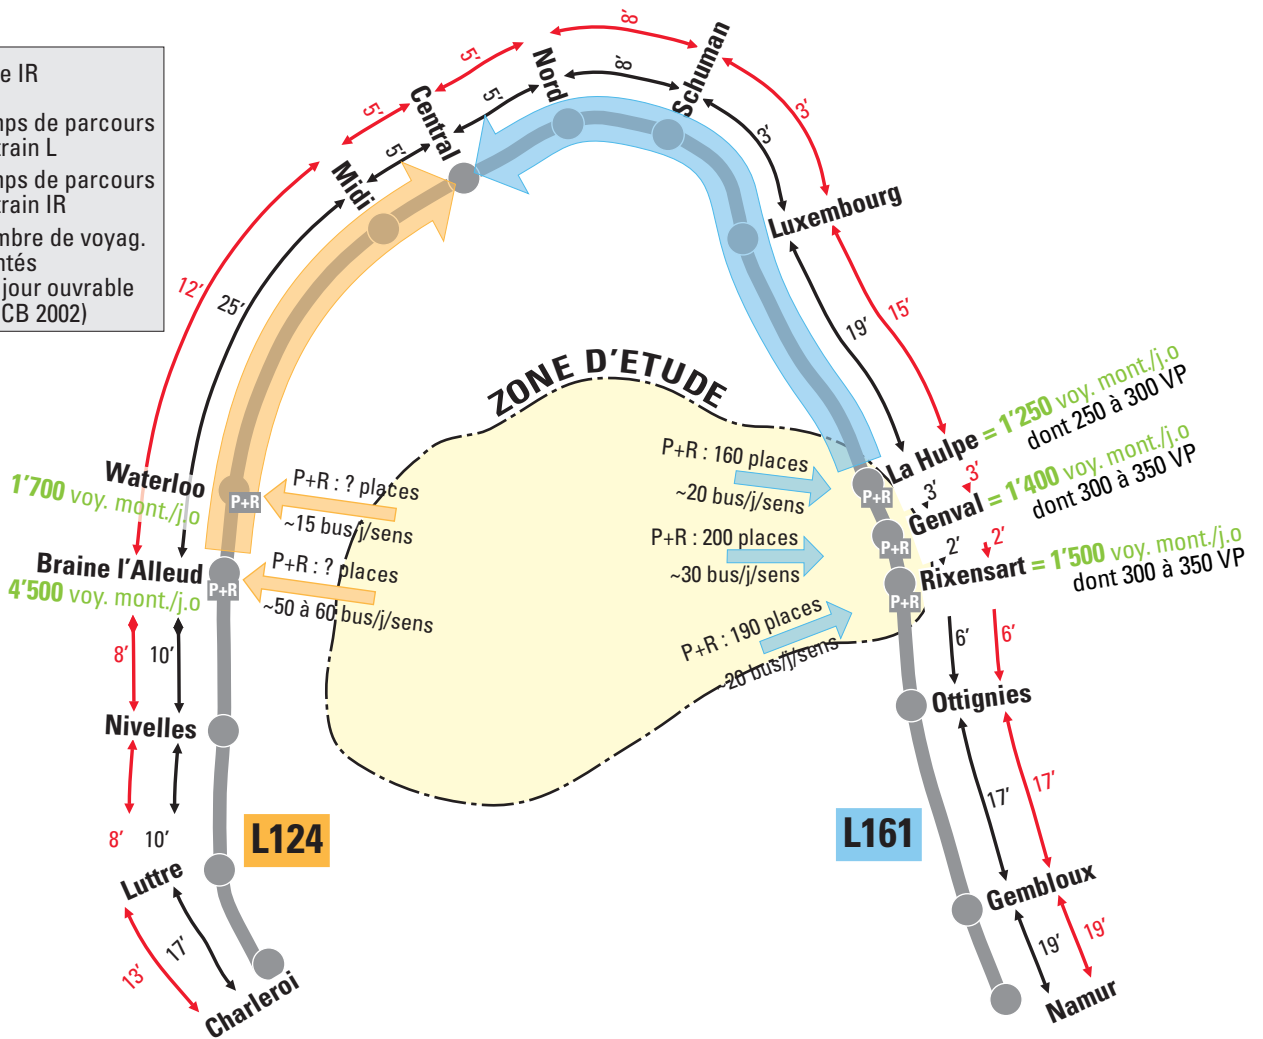 e IR
nps de parcours
train L
nps de parcours
train IR
mbre de voyag.
ntés
jour ouvrable
CB 2002)
8′
5′
5′
Nord
8′
Schuman
Central
5′
5′
Midi
3′
3′
Luxembourg
12′
25′
19′
15′
ZONE D’ETUDE
Waterloo
1’700 voy. mont./j.o
P+R
P+R : ? places
~15 bus/j/sens
Braine l’Alleud
4’500 voy. mont./j.o
P+R
P+R : ? places
~50 à 60 bus/j/sens
P+R : 160 places
~20 bus/j/sens
P+R : 200 places
~30 bus/j/sens
P+R : 190 places
~20 bus/j/sens
La Hulpe = 1’250 voy. mont./j.o
dont 250 à 300 VP
P+R
3′
3′
Genval = 1’400 voy. mont./j.o
dont 300 à 350 VP
P+R
2′
2′
Rixensart = 1’500 voy. mont./j.o
dont 300 à 350 VP
P+R
8′
10′
6′
6′
Nivelles
Ottignies
8′
10′
17′
17′
L124
L161
Luttre
Gembloux
13′
17′
19′
19′
Charleroi
Namur